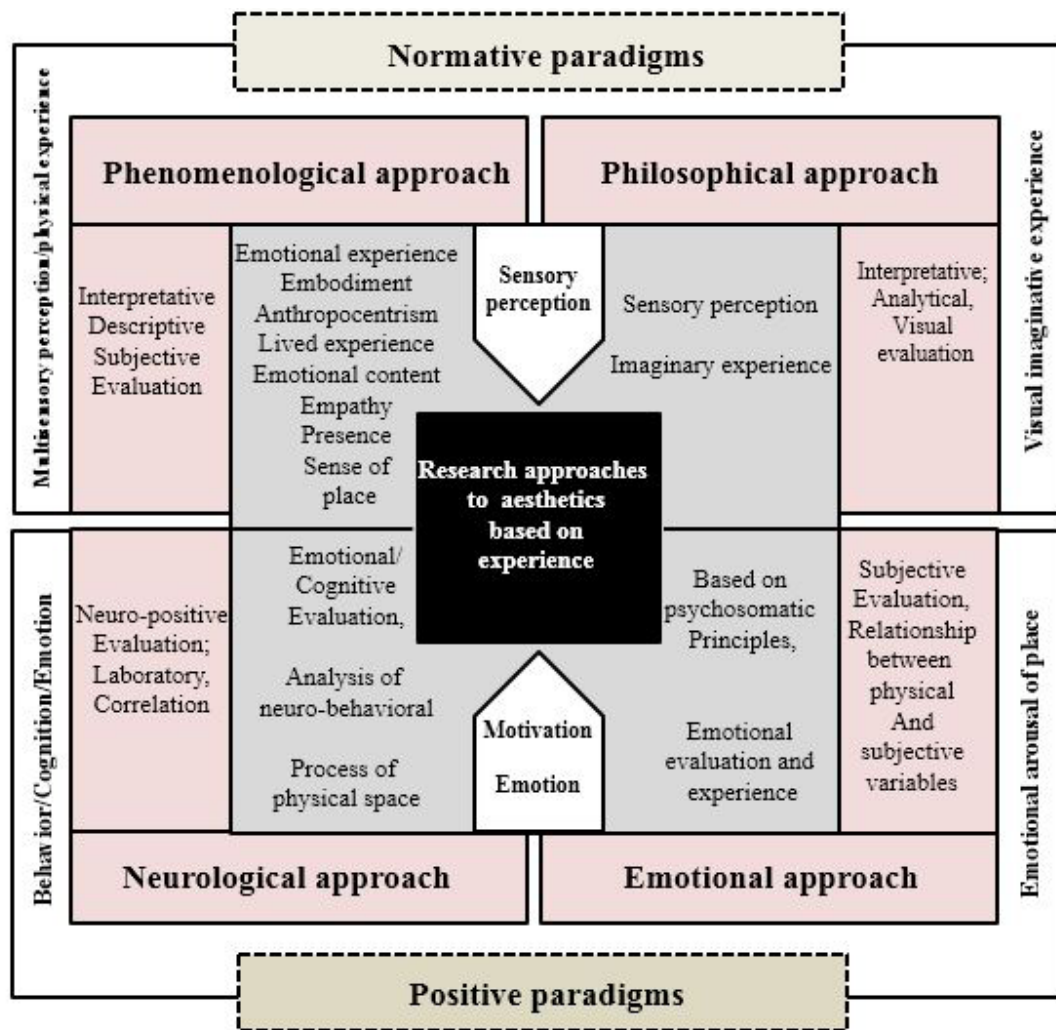 Normative paradigms
Multisensory perception/physical experience
Phenomenological approach
Philosophical approach
Visual imaginative experience
Interpretative
Descriptive
Subjective
Evaluation
Emotional experience
Embodiment
Anthropocentrism
Lived experience
Emotional content
Empathy
Presence
Sense of
place
Sensory
perception
Sensory perception
Imaginary experience
Interpretative;
Analytical,
Visual
evaluation
Research approaches
to aesthetics
based on
experience
Behavior/Cognition/Emotion
Neuro-positive
Evaluation;
Laboratory,
Correlation
Emotional/
Cognitive
Evaluation,
Analysis of
neuro-behavioral
Process of
physical space
Motivation
Emotion
Based on
psychosomatic
Principles,
Emotional
evaluation and
experience
Subjective
Evaluation,
Relationship
between
physical
And
subjective
variables
Emotional arousal of place
Neurological approach
Emotional approach
Positive paradigms